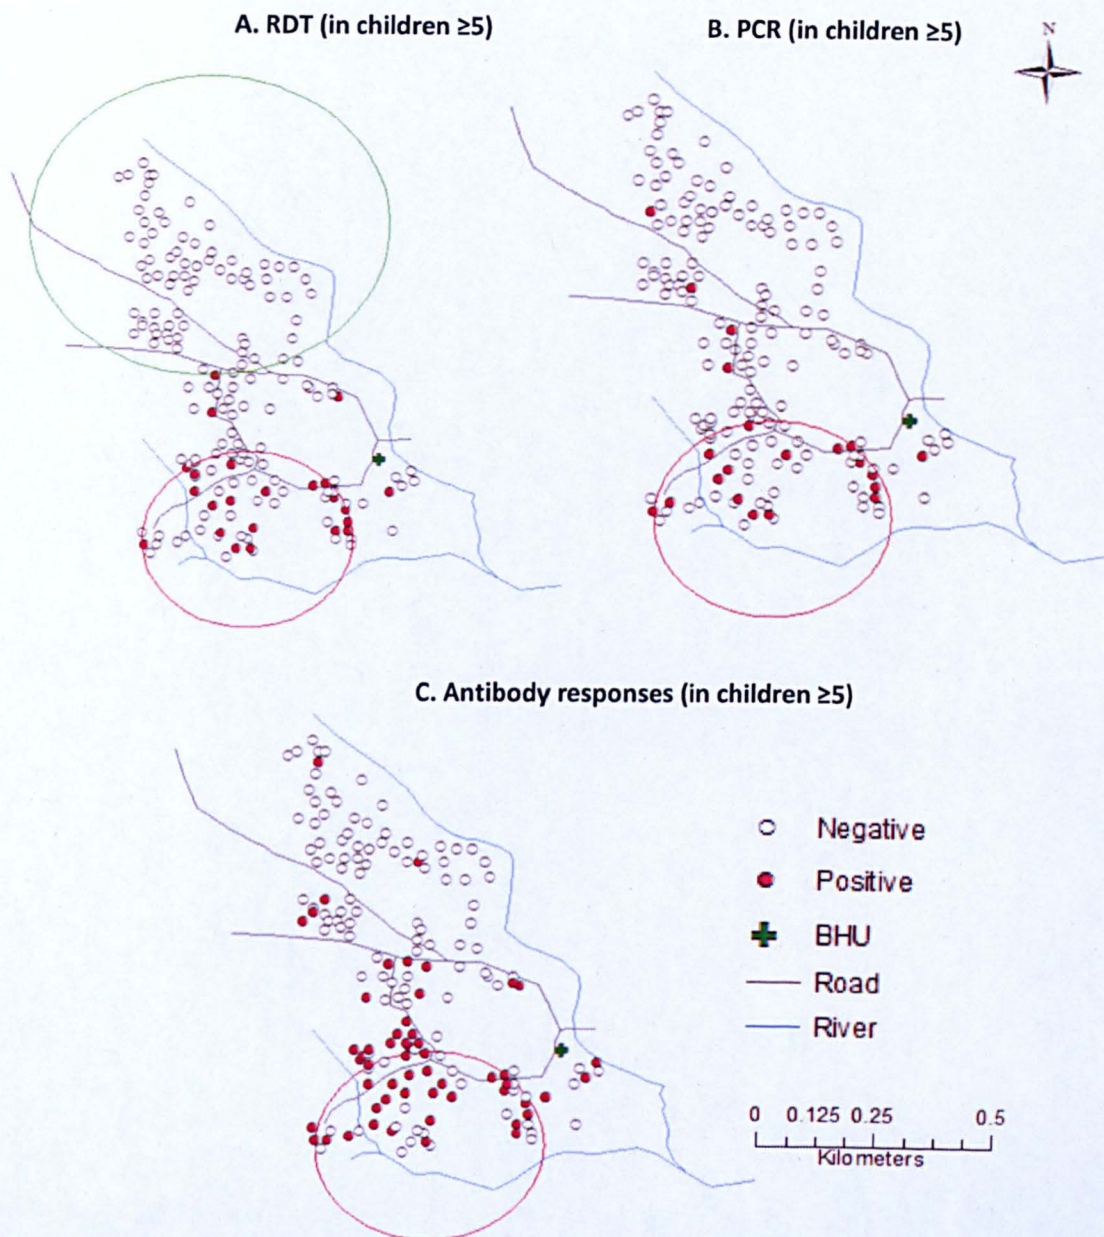 A. RDT (in children ≥5)
B. PCR (in children ≥5)
N
C. Antibody responses (in children ≥5)
Negative
Positive
BHU
Road
River
0 0.125 0.25 0.5
Kilometers